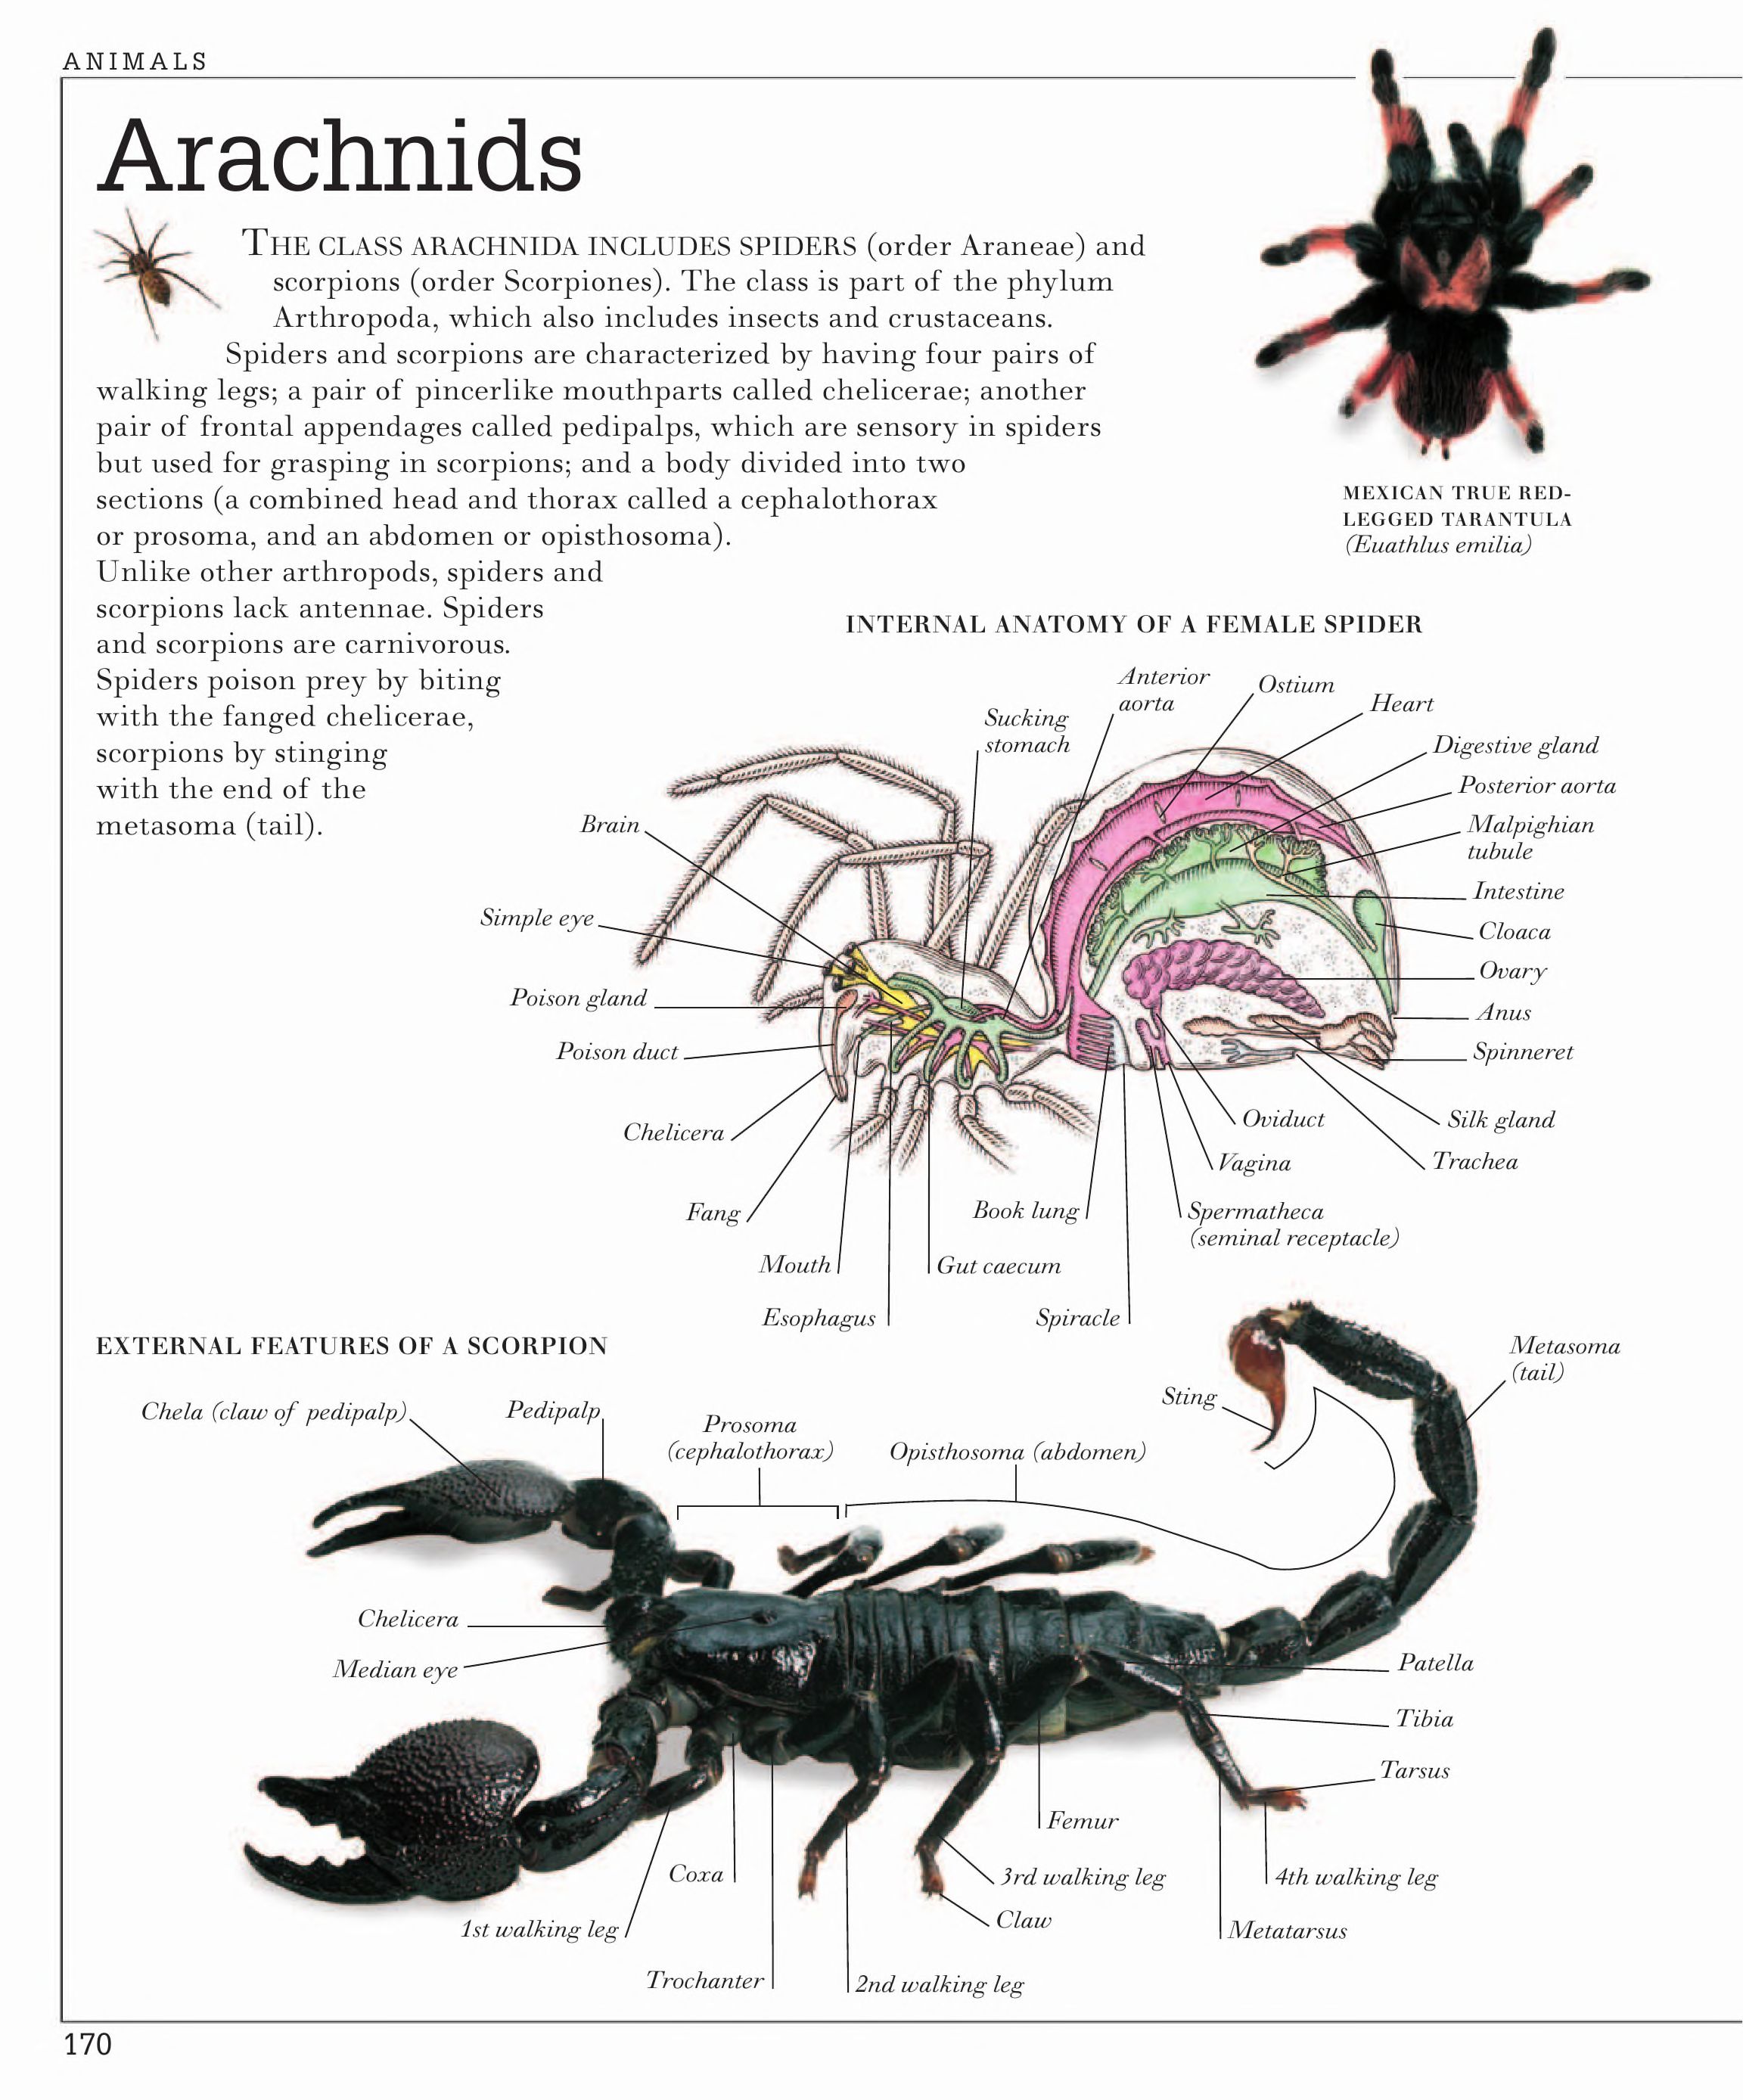 ANIMALS
Arachnids
THE CLASS ARACHNIDA INCLUDES SPIDERS (order Araneae) and
scorpions (order Scorpiones). The class is part of the phylum
Arthropoda, which also includes insects and crustaceans.
Spiders and scorpions are characterized by having four pairs of
walking legs; a pair of pincerlike mouthparts called chelicerae; another
pair of frontal appendages called pedipalps, which are sensory in spiders
but used for grasping in scorpions; and a body divided into two
sections (a combined head and thorax called a cephalothorax
or prosoma, and an abdomen or opisthosoma).
Unlike other arthropods, spiders and
scorpions lack antennae. Spiders
and scorpions are carnivorous.
Spiders poison prey by biting
with the fanged chelicerae,
scorpions by stinging
with the end of the
metasoma (tail).
MEXICAN TRUE RED-
LEGGED TARANTULA
(Euathlus emilia)
INTERNAL ANATOMY OF A FEMALE SPIDER
Anterior
aorta
Ostium
Heart
Sucking
stomach
Digestive gland
Posterior aorta
Brain
Malpighian
tubule
Intestine
Simple eye
Cloaca
Ovary
Poison gland
Anus
Poison duct
Spinneret
Chelicera
Oviduct
Silk gland
Vagina
Trachea
Fang
Book lung
Spermatheca
(seminal receptacle)
Mouth
Gut caecum
Esophagus
Spiracle
EXTERNAL FEATURES OF A SCORPION
Metasoma
(tail)
Sting
Chela (claw of pedipalp)
Pedipalp
Prosoma
(cephalothorax)
Opisthosoma (abdomen)
Chelicera
Median eye
Patella
Tibia
Tarsus
Femur
Coxa
3rd walking leg
4th walking leg
Claw
1st walking leg
Metatarsus
Trochanter
2nd walking leg
170